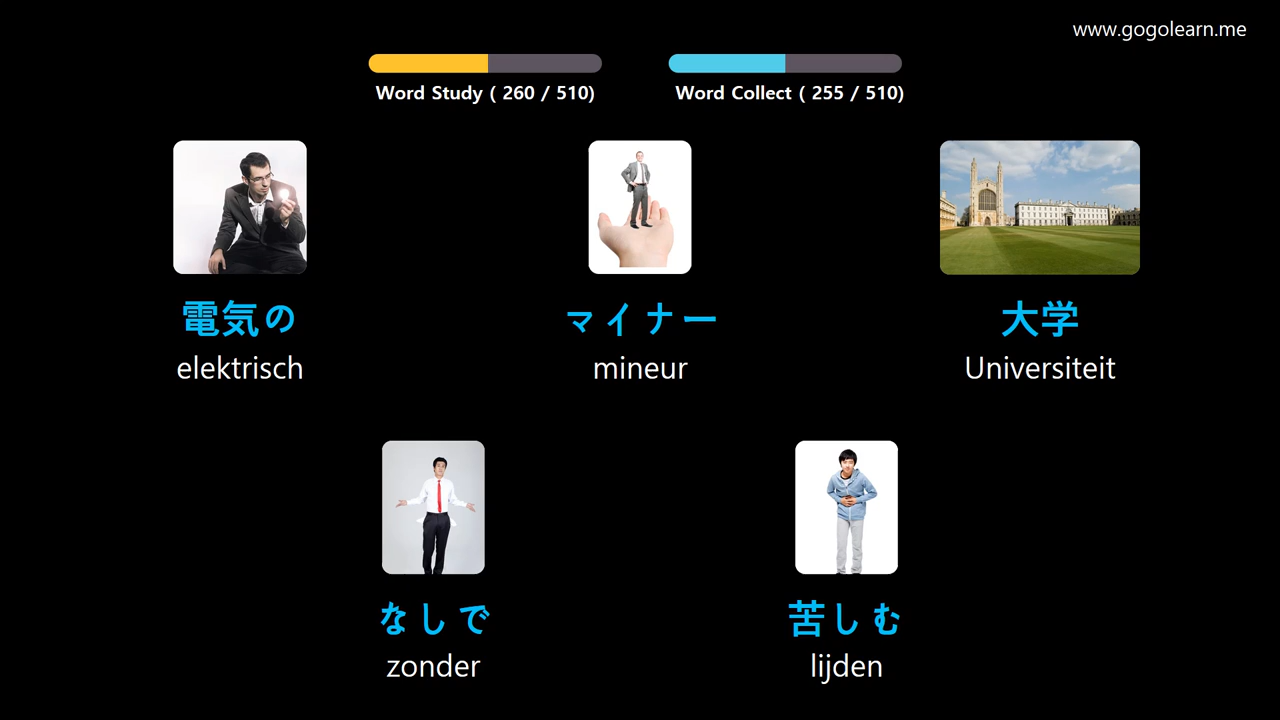 www.gogolearn.me
Word Study ( 260 / 510)
Word Collect ( 255 / 510)
電気の
elektrisch
マイナー
mineur
大学
Universiteit
なしで
zonder
苦しむ
lijden